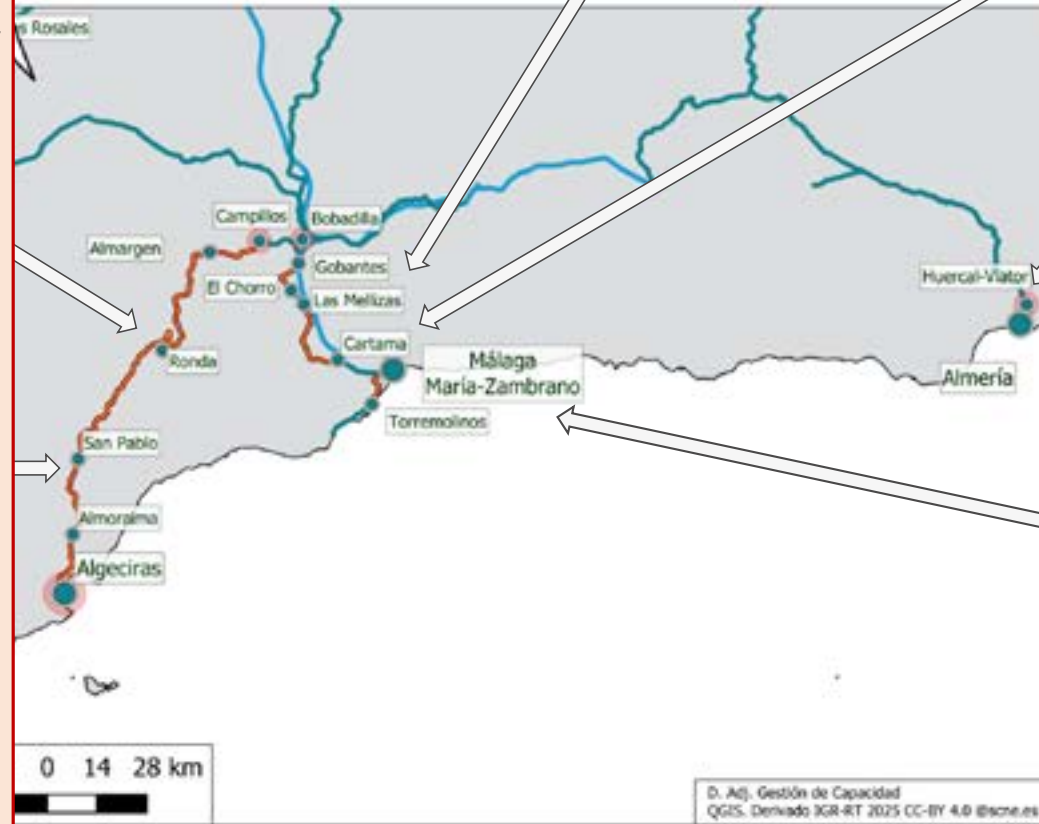 s Rosales
Campillos
Bobadilla
Almargen
Gobantes
El Chorro
Las Mellizas
Huercal-Viator
Cartama
Ronda
Málaga
María-Zambrano
Almería
Torremolinos
San Pablo
Almoraima
Algeciras
0 14 28 km
D. Adj. Gestión de Capacidad
QGIS. Derivado IGR-RT 2025 CC-BY 4.0 @scne.es